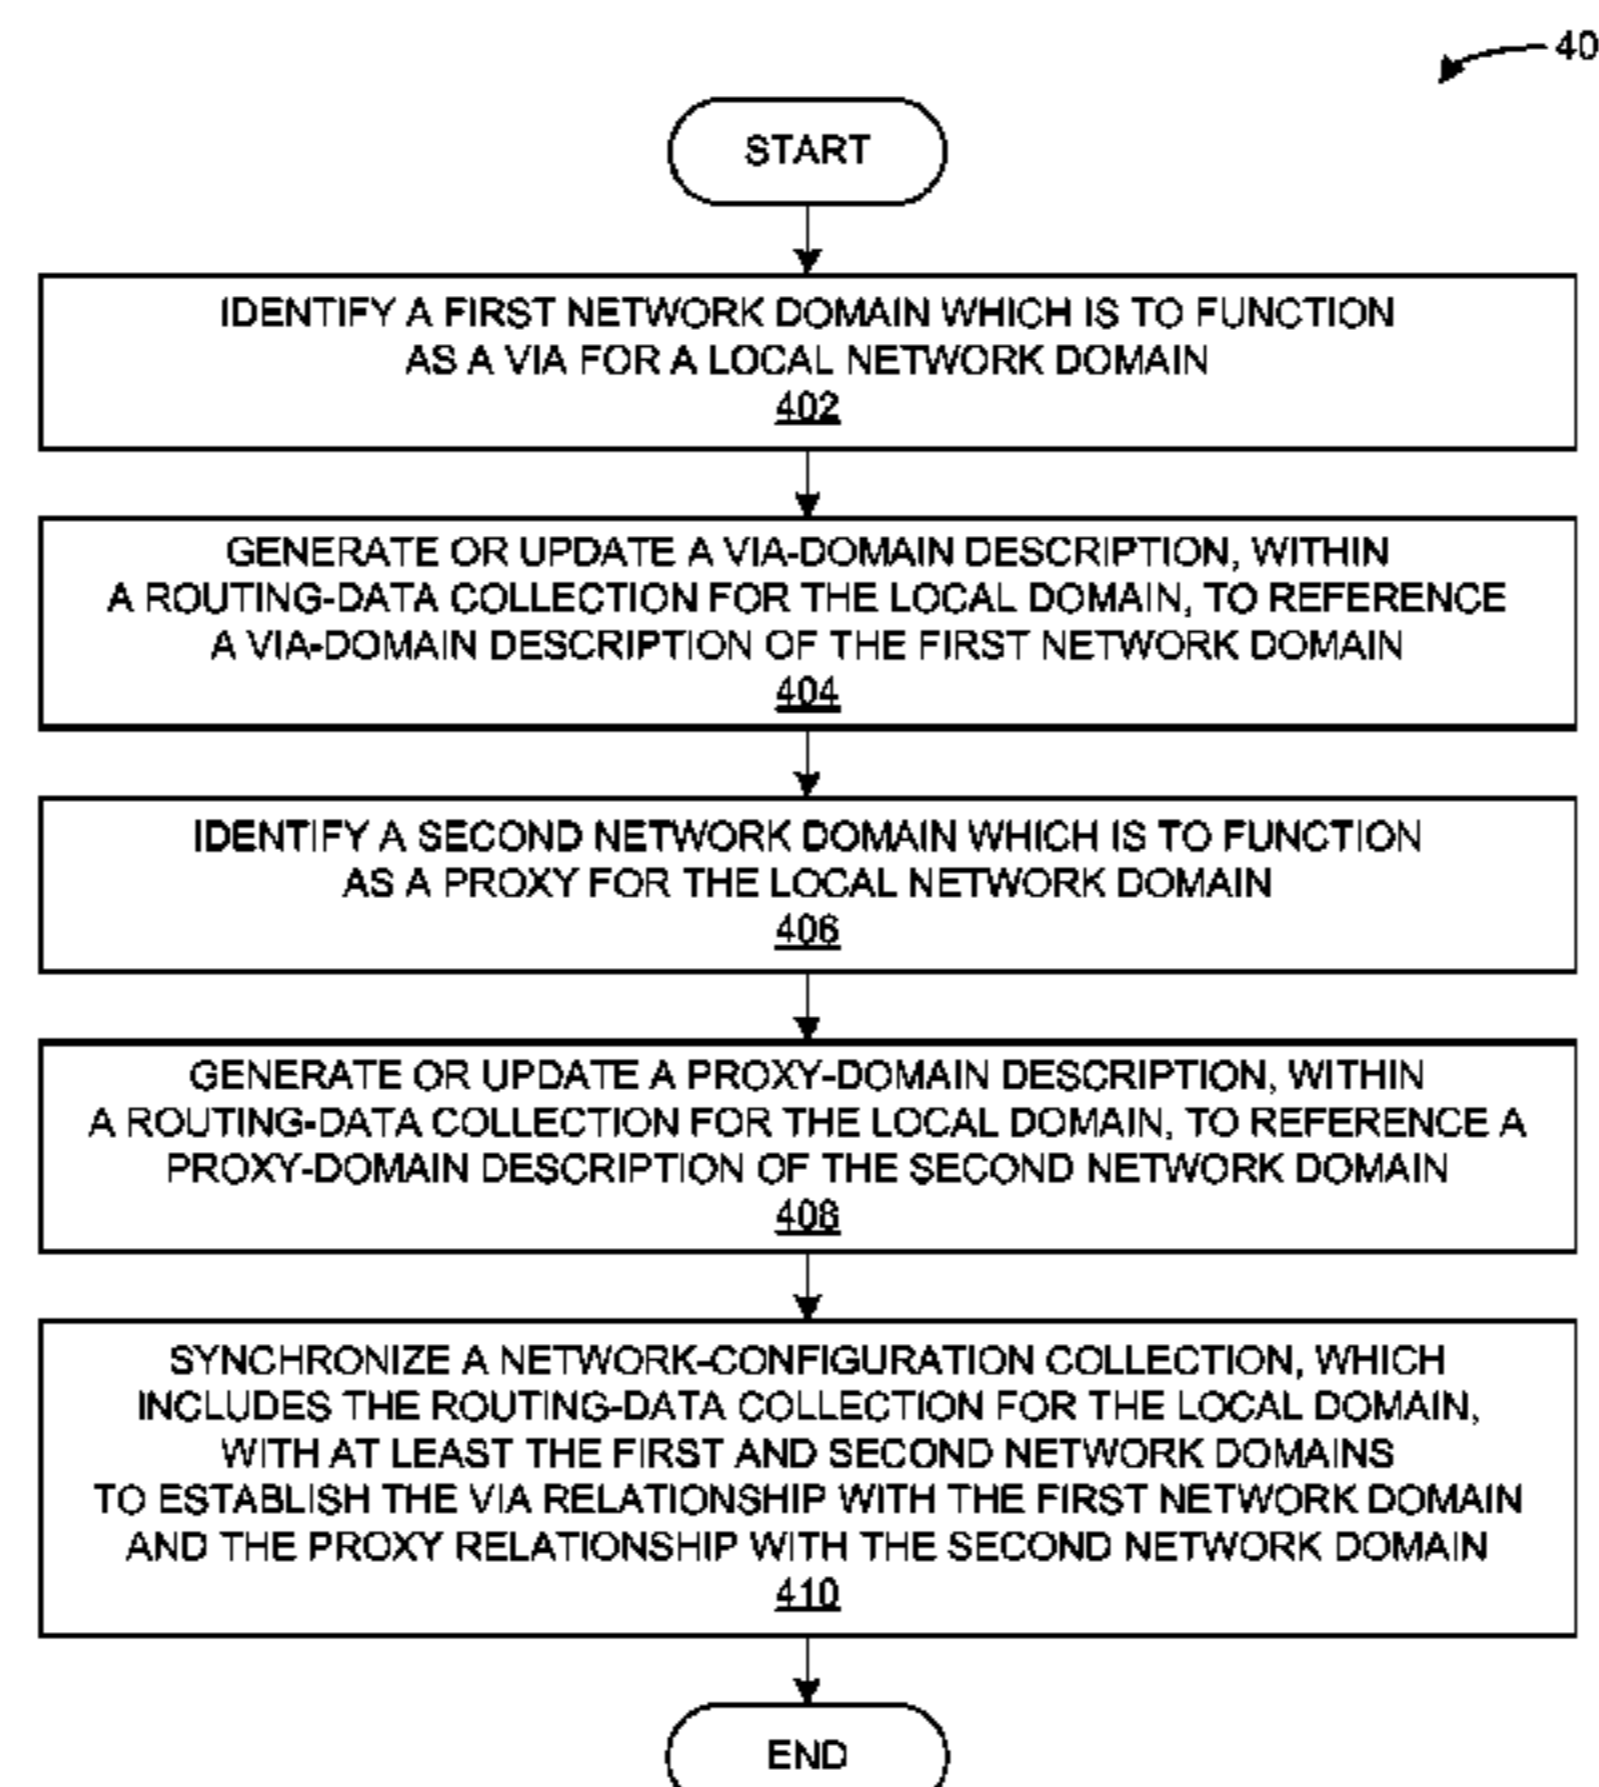 40
START
IDENTIFY A FIRST NETWORK DOMAIN WHICH IS TO FUNCTION
AS A VIA FOR A LOCAL NETWORK DOMAIN
402
GENERATE OR UPDATE A VIA-DOMAIN DESCRIPTION, WITHIN
A ROUTING-DATA COLLECTION FOR THE LOCAL DOMAIN, TO REFERENCE
A VIA-DOMAIN DESCRIPTION OF THE FIRST NETWORK DOMAIN
404
IDENTIFY A SECOND NETWORK DOMAIN WHICH IS TO FUNCTION
AS A PROXY FOR THE LOCAL NETWORK DOMAIN
406
GENERATE OR UPDATE A PROXY-DOMAIN DESCRIPTION, WITHIN
A ROUTING-DATA COLLECTION FOR THE LOCAL DOMAIN, TO REFERENCE A
PROXY-DOMAIN DESCRIPTION OF THE SECOND NETWORK DOMAIN
408
SYNCHRONIZE A NETWORK-CONFIGURATION COLLECTION, WHICH
INCLUDES THE ROUTING-DATA COLLECTION FOR THE LOCAL DOMAIN,
WITH AT LEAST THE FIRST AND SECOND NETWORK DOMAINS
TO ESTABLISH THE VIA RELATIONSHIP WITH THE FIRST NETWORK DOMAIN
AND THE PROXY RELATIONSHIP WITH THE SECOND NETWORK DOMAIN
410
END